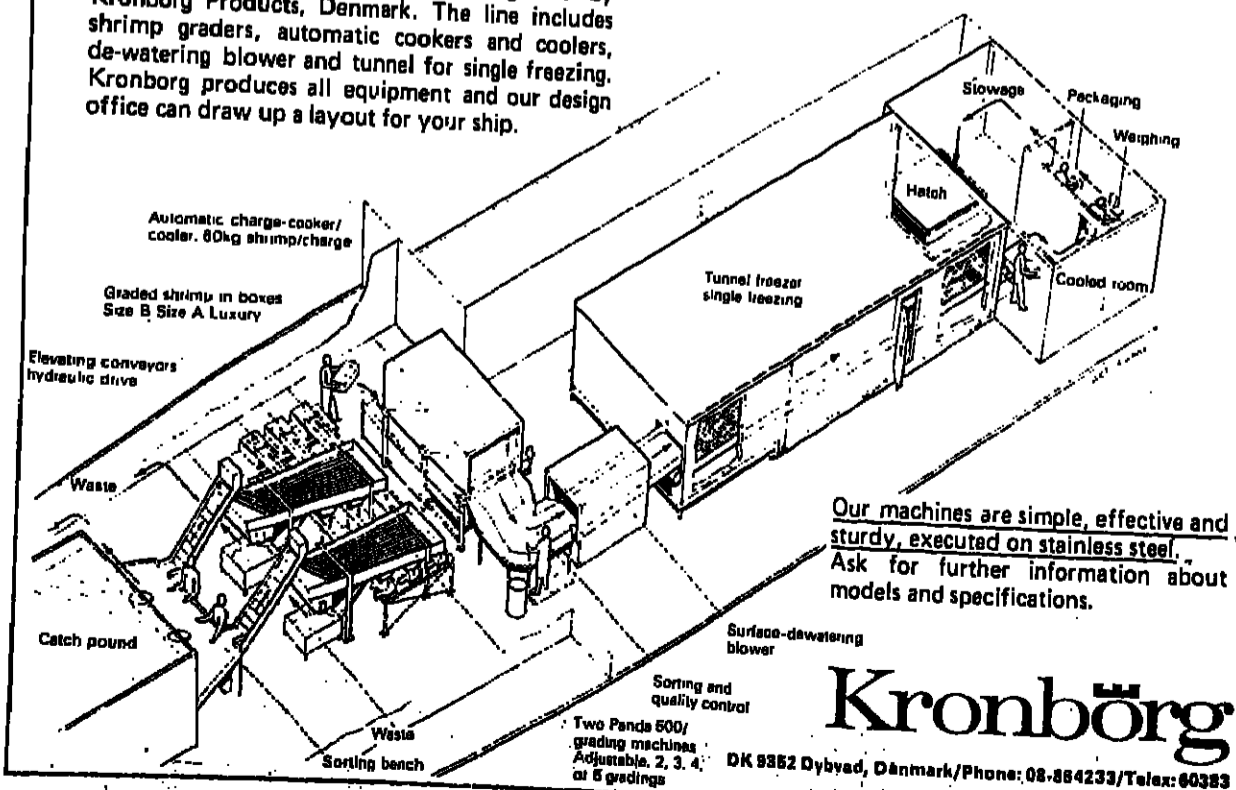 Kronborg Products, Denmark. The line includes
shrimp graders, automatic cookers and coolers,
de-watering blower and tunnel for single freezing.
Kronborg produces all equipment and our design
office can draw up a layout for your ship.
Stowage
Packaging
Weighing
Hatch
Cooled room
Tunnel freezer
single freezing
Automatic charge-cooker/
cooler. 60kg shrimp/charge
Graded shrimp in boxes
Size B Size A Luxury
Elevating conveyors
hydraulic drive
Waste
Catch pound
Waste
Sorting bench
Two Panda 600/
grading machines
Adjustable, 2, 3, 4,
or 5 gradings
Sorting and
quality control
Surface-dewatering
blower
Our machines are simple, effective and
sturdy, executed on stainless steel.
Ask for further information about
models and specifications.
Kronborg
DK 9352 Dybvad, Danmark/Phone: 08-864233/Telex: 60383